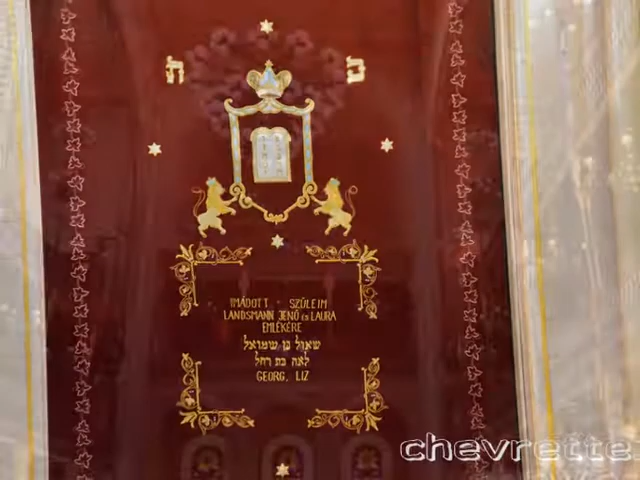 כ ת
IMÁDOTT SZÜLEIM
LANDSMANN JENŐ és LAURA
EMLÉKÉRE
שאול בן שמואל
לאה בת רחל
GEORG, LIZ
chevrette